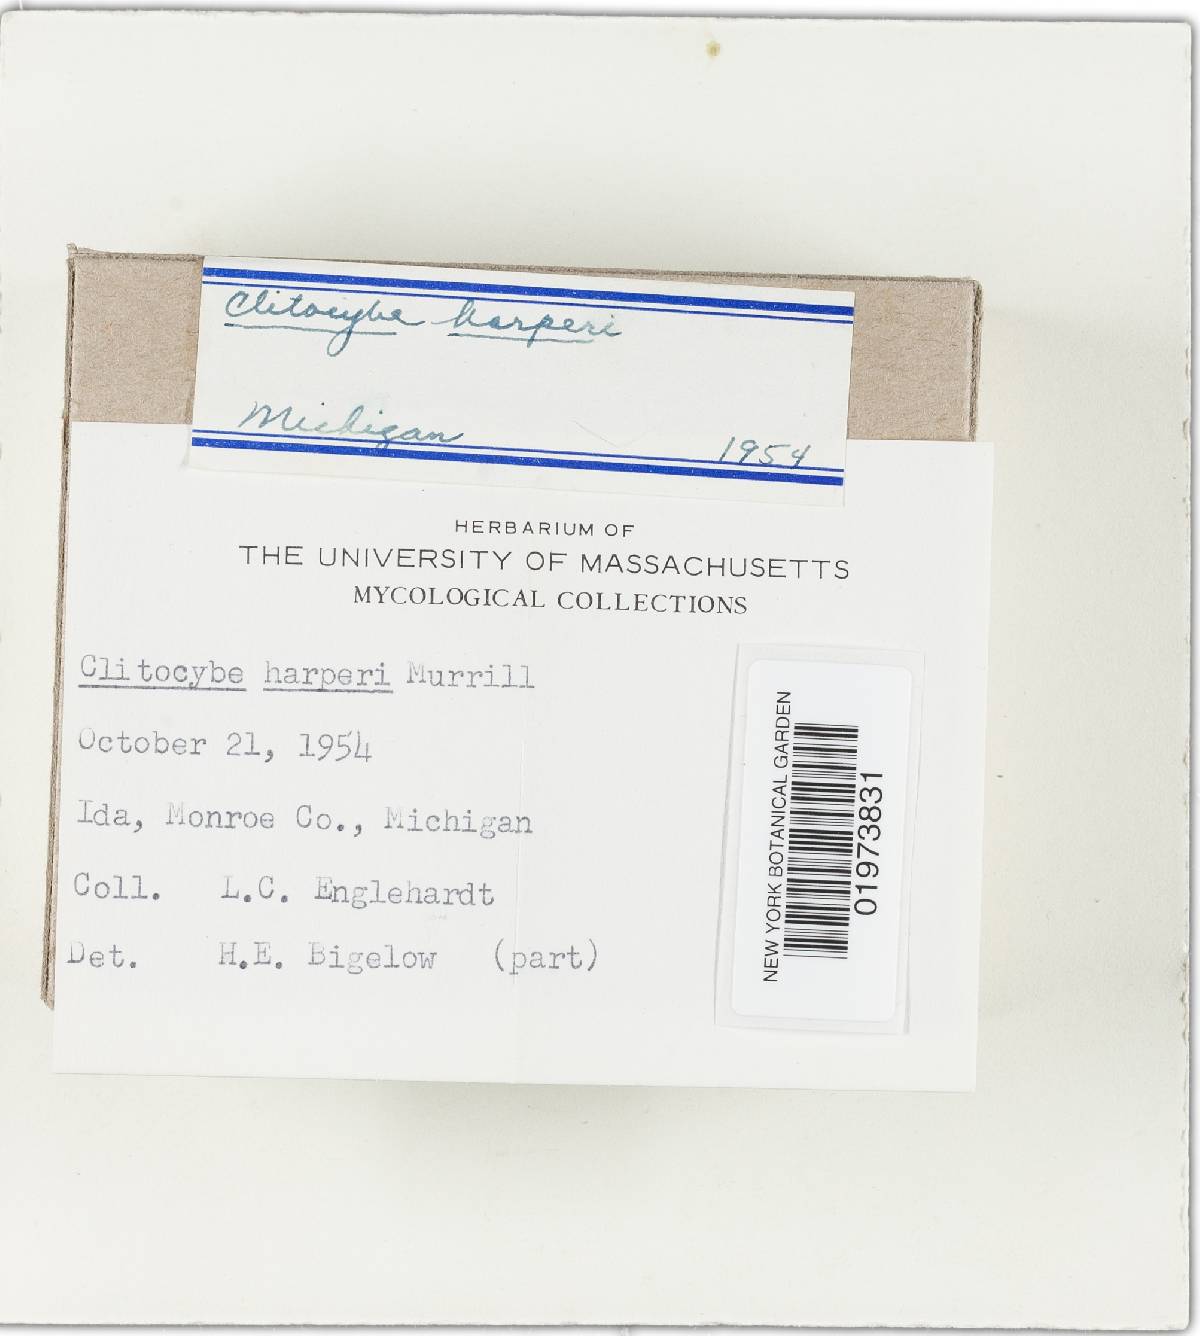 Clitocybe harperi
Michigan 1954
HERBARIUM OF
THE UNIVERSITY OF MASSACHUSETTS
MYCOLOGICAL COLLECTIONS
Clitocybe harperi Murrill
October 21, 1954
Ida, Monroe Co., Michigan
Coll. L.C. Englehardt
Det. H.E. Bigelow (part)
NEW YORK BOTANICAL GARDEN
01973831